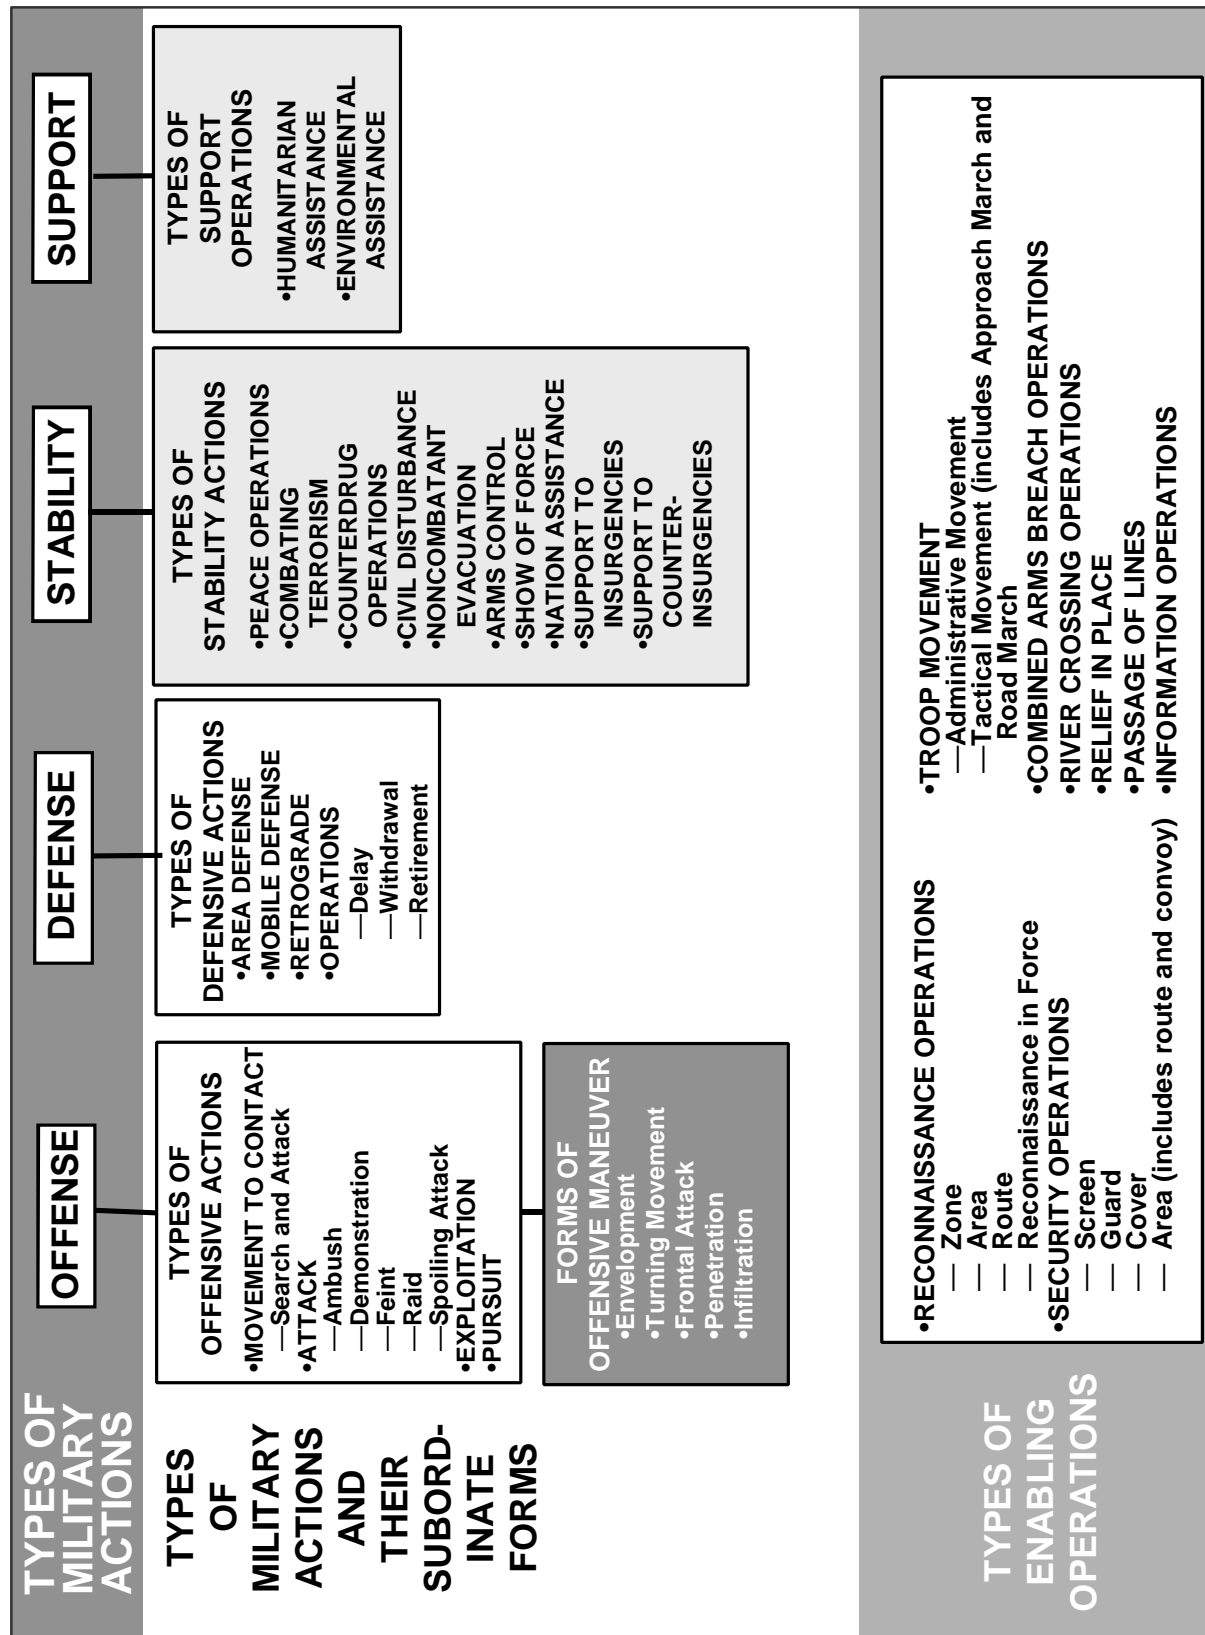 TYPES OF
MILITARY
ACTIONS
OFFENSE
DEFENSE
STABILITY
SUPPORT
TYPES
OF
MILITARY
ACTIONS
AND
THEIR
SUBORD-
INATE
FORMS
TYPES OF
OFFENSIVE ACTIONS
•MOVEMENT TO CONTACT
—Search and Attack
•ATTACK
—Ambush
—Demonstration
—Feint
—Raid
—Spoiling Attack
•EXPLOITATION
•PURSUIT
FORMS OF
OFFENSIVE MANEUVER
•Envelopment
•Turning Movement
•Frontal Attack
•Penetration
•Infiltration
TYPES OF
DEFENSIVE ACTIONS
•AREA DEFENSE
•MOBILE DEFENSE
•RETROGRADE
•OPERATIONS
—Delay
—Withdrawal
—Retirement
TYPES OF
STABILITY ACTIONS
•PEACE OPERATIONS
•COMBATING
TERRORISM
•COUNTERDRUG
OPERATIONS
•CIVIL DISTURBANCE
•NONCOMBATANT
EVACUATION
•ARMS CONTROL
•SHOW OF FORCE
•NATION ASSISTANCE
•SUPPORT TO
INSURGENCIES
•SUPPORT TO
COUNTER-
INSURGENCIES
TYPES OF
SUPPORT
OPERATIONS
•HUMANITARIAN
ASSISTANCE
•ENVIRONMENTAL
ASSISTANCE
TYPES OF
ENABLING
OPERATIONS
•RECONNAISSANCE OPERATIONS
— Zone
— Area
— Route
— Reconnaissance in Force
•SECURITY OPERATIONS
— Screen
— Guard
— Cover
— Area (includes route and convoy)
•TROOP MOVEMENT
—Administrative Movement
—Tactical Movement (includes Approach March and
Road March
•COMBINED ARMS BREACH OPERATIONS
•RIVER CROSSING OPERATIONS
•RELIEF IN PLACE
•PASSAGE OF LINES
•INFORMATION OPERATIONS